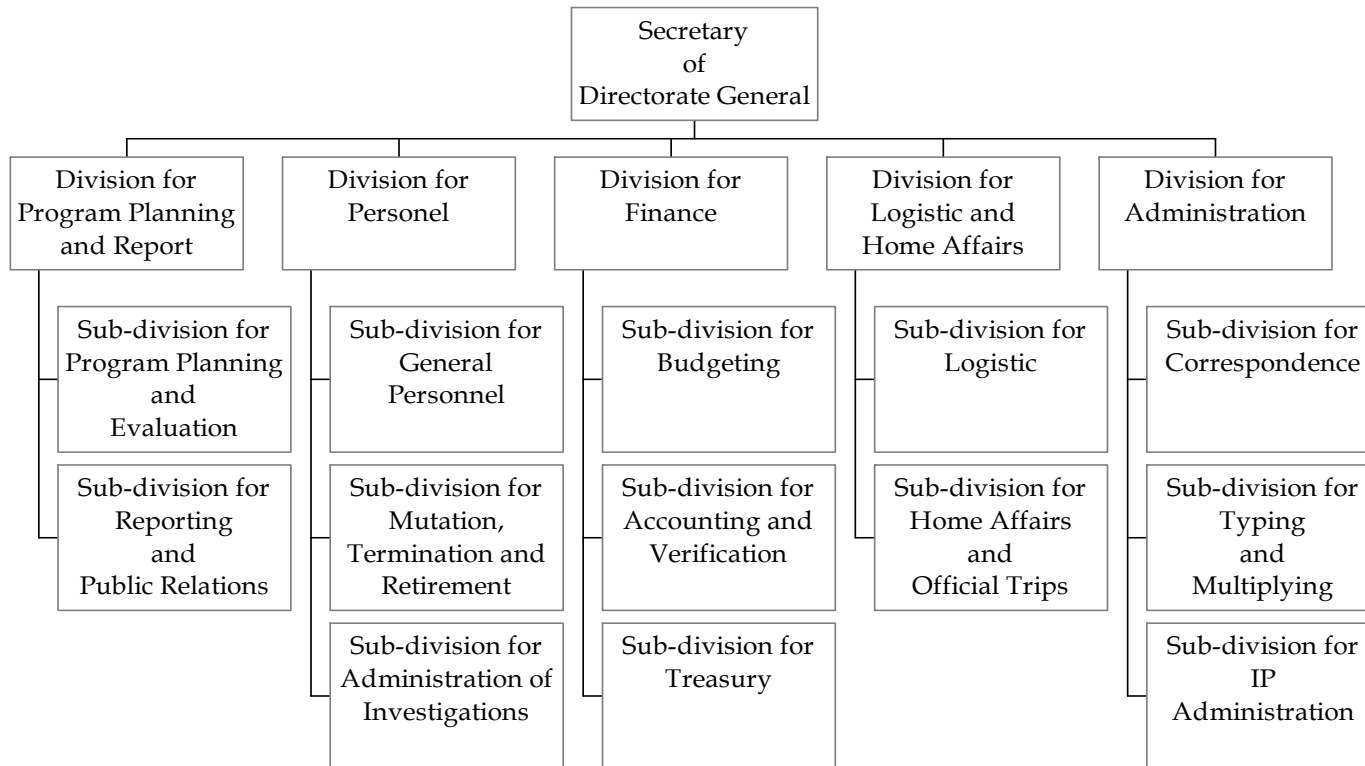 Secretary
of
Directorate General
Division for
Program Planning
and Report
Division for
Personel
Division for
Finance
Division for
Logistic and
Home Affairs
Division for
Administration
Sub-division for
Program Planning
and
Evaluation
Sub-division for
General
Personnel
Sub-division for
Budgeting
Sub-division for
Logistic
Sub-division for
Correspondence
Sub-division for
Reporting
and
Public Relations
Sub-division for
Mutation,
Termination and
Retirement
Sub-division for
Accounting and
Verification
Sub-division for
Home Affairs
and
Official Trips
Sub-division for
Typing
and
Multiplying
Sub-division for
Administration of
Investigations
Sub-division for
Treasury
Sub-division for
IP
Administration